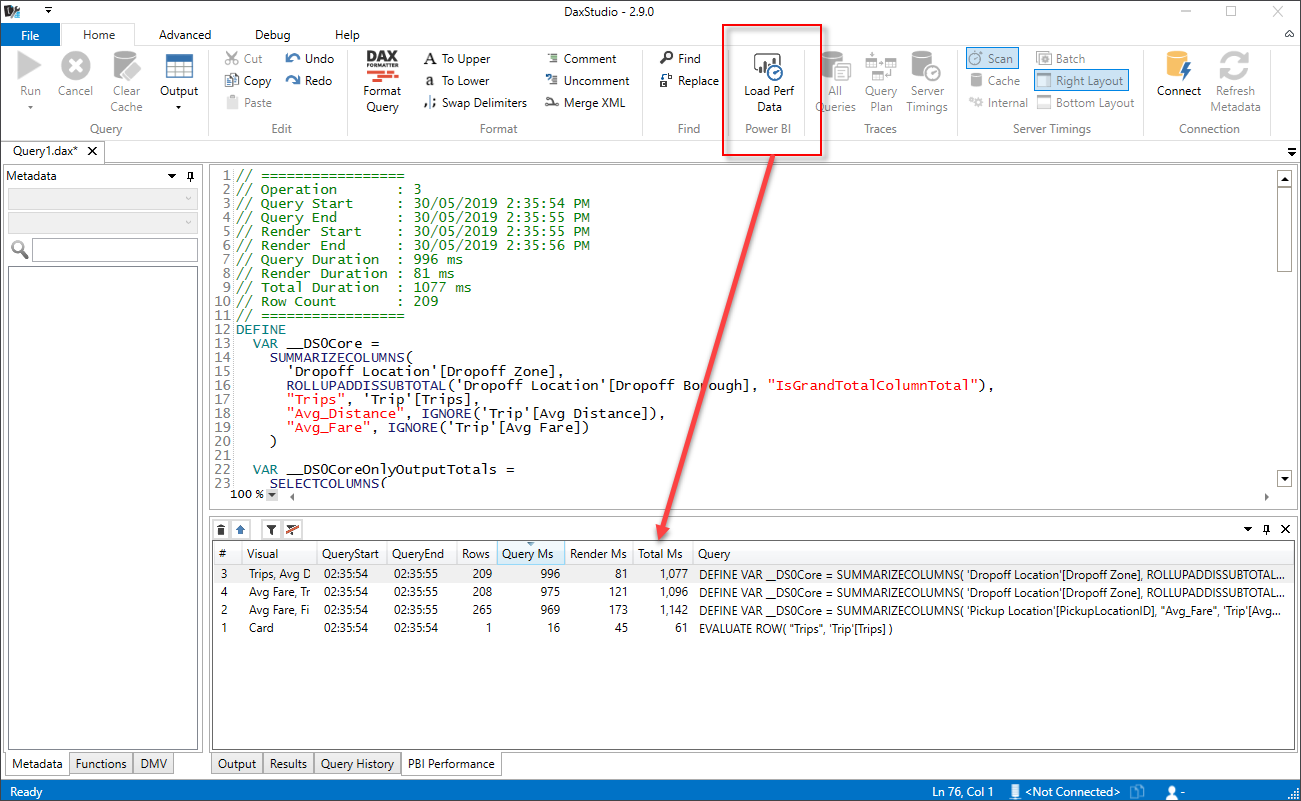 DaxStudio - 2.9.0
File Home Advanced Debug Help
Run
Cancel
Clear Cache
Output
Query
Cut
Copy
Paste
Undo
Redo
Edit
DAX FORMATTER
Format Query
To Upper
To Lower
Swap Delimiters
Comment
Uncomment
Merge XML
Format
Find
Replace
Find
Load Perf Data
Power BI
All Queries
Query Plan
Server Timings
Traces
Scan
Cache
Internal
Batch
Right Layout
Bottom Layout
Server Timings
Connect
Refresh Metadata
Connection
Query1.dax*
Metadata
1 // =================
2 // Operation : 3
3 // Query Start : 30/05/2019 2:35:54 PM
4 // Query End : 30/05/2019 2:35:55 PM
5 // Render Start : 30/05/2019 2:35:55 PM
6 // Render End : 30/05/2019 2:35:56 PM
7 // Query Duration : 996 ms
8 // Render Duration : 81 ms
9 // Total Duration : 1077 ms
10 // Row Count : 209
11 // =================
12 DEFINE
13 VAR __DS0Core =
14 SUMMARIZECOLUMNS(
15 'Dropoff Location'[Dropoff Zone],
16 ROLLUPADDISSUBTOTAL('Dropoff Location'[Dropoff Borough], "IsGrandTotalColumnTotal"),
17 "Trips", 'Trip'[Trips],
18 "Avg_Distance", IGNORE('Trip'[Avg Distance]),
19 "Avg_Fare", IGNORE('Trip'[Avg Fare])
20 )
21
22 VAR __DS0CoreOnlyOutputTotals =
23 SELECTCOLUMNS(
100 %
# Visual QueryStart QueryEnd Rows Query Ms Render Ms Total Ms Query
3 Trips, Avg D 02:35:54 02:35:55 209 996 81 1,077 DEFINE VAR __DS0Core = SUMMARIZECOLUMNS( 'Dropoff Location'[Dropoff Zone], ROLLUPADDISSUBTOTAL...
4 Avg Fare, Tr 02:35:54 02:35:55 208 975 121 1,096 DEFINE VAR __DS0Core = SUMMARIZECOLUMNS( 'Dropoff Location'[Dropoff Zone], ROLLUPADDISSUBTOTAL...
2 Avg Fare, Fi 02:35:54 02:35:55 265 969 173 1,142 DEFINE VAR __DS0Core = SUMMARIZECOLUMNS( 'Pickup Location'[PickupLocationID], "Avg_Fare", 'Trip'[Avg...
1 Card 02:35:54 02:35:54 1 16 45 61 EVALUATE ROW( "Trips", 'Trip'[Trips] )
Metadata Functions DMV
Output Results Query History PBI Performance
Ready
Ln 76, Col 1
<Not Connected>
-